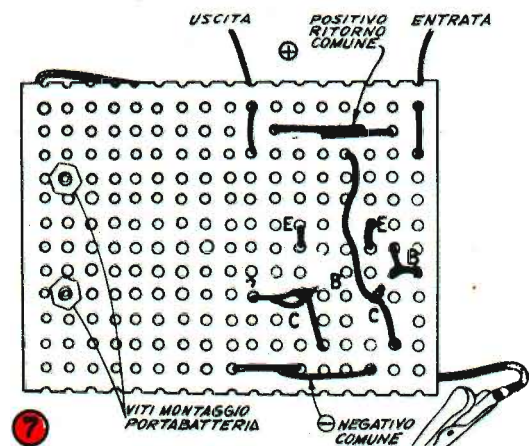 USCITA
POSITIVO
RITORNO
COMUNE
ENTRATA
⊕
E
E
B
B
C
C
7
VITI MONTAGGIO
PORTABATTERIA
⊖ NEGATIVO
COMUNE